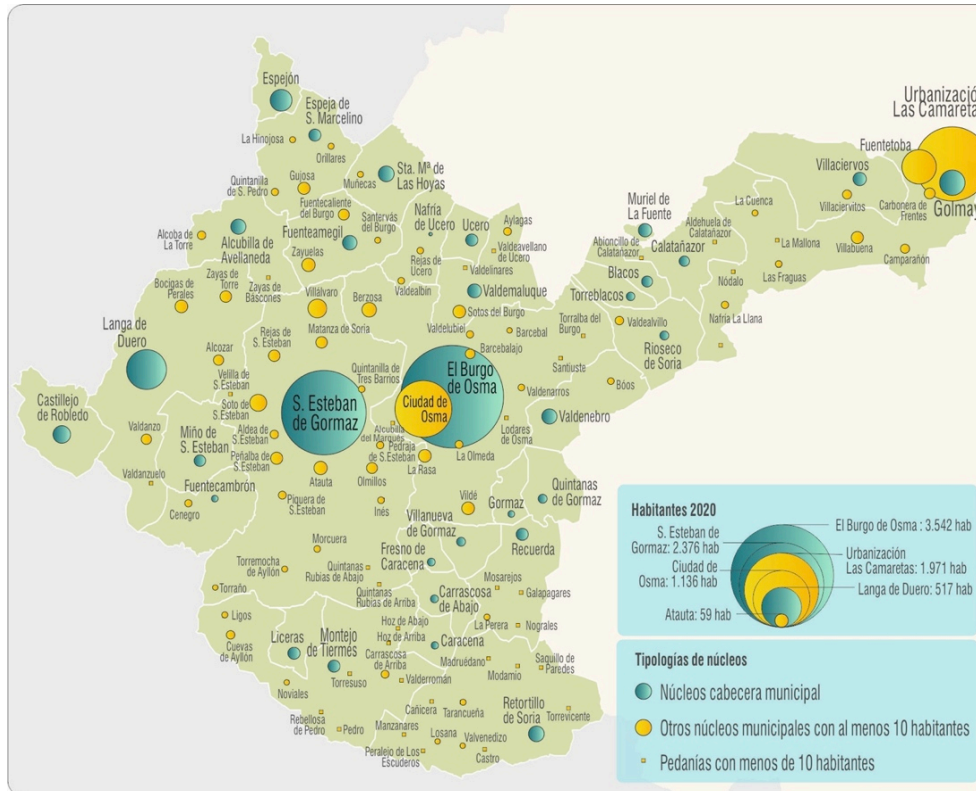 Espejón
Espeja de
S. Marcelino
La Hinojosa
Orillares
Sta. Mª de
Las Hoyas
Quintanilla
de S. Pedro
Gujosa
Muñecas
Fuentecaliente
del Burgo
Santervás
del Burgo
Nafría
de Ucero
Ucero
Aylagas
Alcoba de
La Torre
Alcubilla de
Avellaneda
Fuenteamegil
Zayuelas
Rejas de
Ucero
Valdeavellano
de Ucero
Valdelinares
Zayas de
Torre
Zayas de
Báscones
Bocigas de
Perales
Villálvaro
Berzosa
Valdealbin
Valdemaluque
Sotos del Burgo
Langa de
Duero
Rejas de
S. Esteban
Matanza de Soria
Valdelubiel
Barcebal
Barcebalejo
Torralba del
Burgo
Valdealvillo
Santiuste
Alcozar
Velilla de
S. Esteban
Quintanilla de
Tres Barrios
El Burgo
de Osma
Ciudad de
Osma
S. Esteban
de Gormaz
Soto de
S. Esteban
Castillejo
de Robledo
Valdanzo
Miño de
S. Esteban
Aldea de
S. Esteban
Peñalba de
S. Esteban
Alcubilla
del Marques
Pedraja de
S. Esteban
La Rasa
La Olmeda
Lodares
de Osma
Valdenarros
Bóos
Valdenebro
Valdanzuelo
Fuentecambrón
Cenegro
Atauta
Olmillos
Piquera de
S.Esteban
Inés
Vildé
Gormaz
Quintanas
de Gormaz
Villanueva
de Gormaz
Recuerda
Morcuera
Fresno de
Caracena
Torremocha
de Ayllón
Quintanas
Rubias de Abajo
Quintanas
Rubias de Arriba
Mosarejos
Galapagares
Torraño
Carrascosa
de Abajo
Ligos
Cuevas
de Ayllón
Hoz de Abajo
Hoz de Arriba
La Perera
Nograles
Liceras
Montejo
de Tiermes
Carrascosa
de Arriba
Caracena
Madruédano
Modamio
Saquillo de
Paredes
Noviales
Torresuso
Valderromán
Cañicera
Tarancueña
Retortillo
de Soria
Torrevicente
Rebellosa
de Pedro
Pedro
Manzanares
Losana
Valvenedizo
Peralejo de Los
Escuderos
Castro
Muriel de
La Fuente
Abioncillo de
Calatañazor
Aldehuela de
Calatañazor
Calatañazor
Blacos
Torreblacos
Rioseco
de Soria
La Cuenca
La Mallona
Nódalo
Las Fraguas
Nafría La Llana
Villaciervos
Villaciervitos
Villabuena
Camparañón
Carbonera
de Frentes
Fuentetoba
Las Camareta
Golmay
Habitantes 2020
S. Esteban de
Gormaz: 2.376 hab
Ciudad de
Osma: 1.136 hab
Atauta: 59 hab
El Burgo de Osma: 3.542 hab
Urbanización
Las Camaretas: 1.971 hab
Langa de Duero: 517 hab
Tipologías de núcleos
Núcleos cabecera municipal
Otros núcleos municipales con al menos 10 habitantes
Pedanías con menos de 10 habitantes